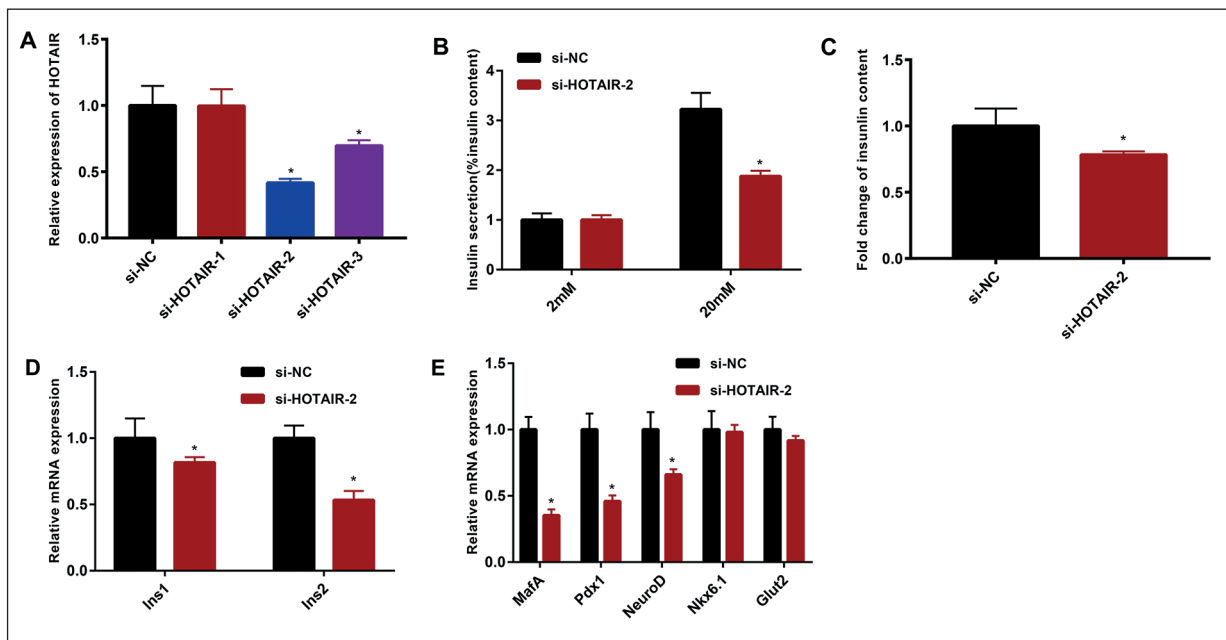 A
Relative expression of HOTAIR
1.5
1.0
0.5
0.0
*
*
si-NC
si-HOTAIR-1
si-HOTAIR-2
si-HOTAIR-3
B
si-NC
si-HOTAIR-2
Insulin secretion(%insulin content)
4
3
2
1
0
*
2mM
20mM
C
Fold change of insunlin content
1.5
1.0
0.5
0.0
*
si-NC
si-HOTAIR-2
D
si-NC
si-HOTAIR-2
Relative mRNA expression
1.5
1.0
0.5
0.0
*
*
Ins1
Ins2
E
si-NC
si-HOTAIR-2
Relative mRNA expression
1.5
1.0
0.5
0.0
*
*
*
MafA
Pdx1
NeuroD
Nkx6.1
Glut2